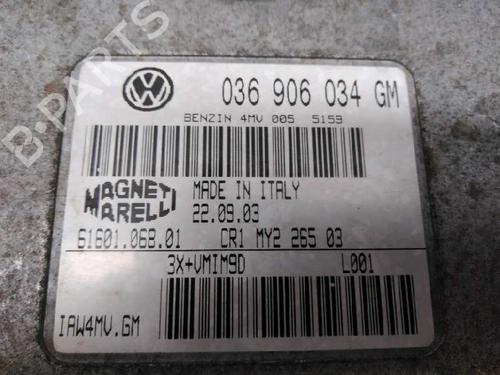 036 906 034 GM
BENZIN 4MV 005 5159
MAGNETI MARELLI
MADE IN ITALY
22.09.03
61601.068.01 CR1 MY2 265 03
3X+VMIM9D L001
IAW4MV.GM
B-PARTS